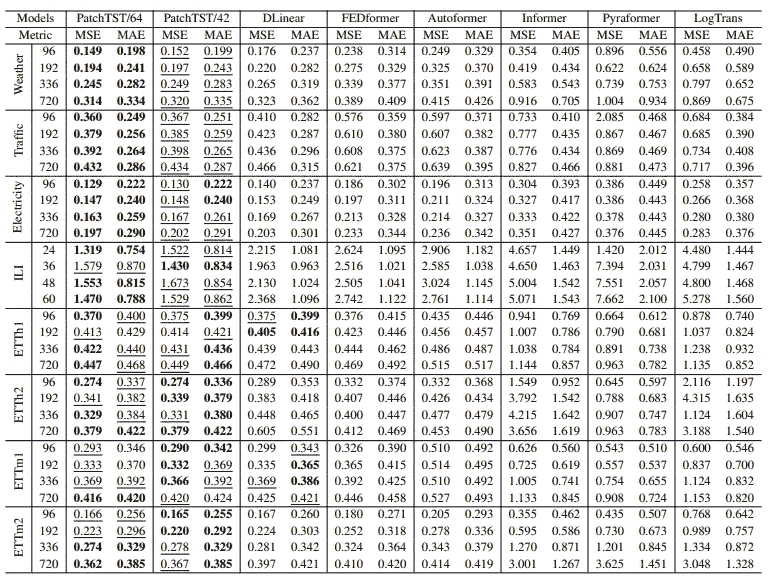 Models PatchTST/64 PatchTST/42 DLinear FEDformer Autoformer Informer Pyraformer LogTrans
Metric MSE MAE MSE MAE MSE MAE MSE MAE MSE MAE MSE MAE MSE MAE MSE MAE
Weather
96 0.149 0.198 0.152 0.199 0.176 0.237 0.238 0.314 0.249 0.329 0.354 0.405 0.896 0.556 0.458 0.490
192 0.194 0.241 0.197 0.243 0.220 0.282 0.275 0.329 0.325 0.370 0.419 0.434 0.622 0.624 0.658 0.589
336 0.245 0.282 0.249 0.283 0.265 0.319 0.339 0.377 0.351 0.391 0.583 0.543 0.739 0.753 0.797 0.652
720 0.314 0.334 0.320 0.335 0.323 0.362 0.389 0.409 0.415 0.426 0.916 0.705 1.004 0.934 0.869 0.675
Traffic
96 0.360 0.249 0.367 0.251 0.410 0.282 0.576 0.359 0.597 0.371 0.733 0.410 2.085 0.468 0.684 0.384
192 0.379 0.256 0.385 0.259 0.423 0.287 0.610 0.380 0.607 0.382 0.777 0.435 0.867 0.467 0.685 0.390
336 0.392 0.264 0.398 0.265 0.436 0.296 0.608 0.375 0.623 0.387 0.776 0.434 0.869 0.469 0.734 0.408
720 0.432 0.286 0.434 0.287 0.466 0.315 0.621 0.375 0.639 0.395 0.827 0.466 0.881 0.473 0.717 0.396
Electricity
96 0.129 0.222 0.130 0.222 0.140 0.237 0.186 0.302 0.196 0.313 0.304 0.393 0.386 0.449 0.258 0.357
192 0.147 0.240 0.148 0.240 0.153 0.249 0.197 0.311 0.211 0.324 0.327 0.417 0.386 0.443 0.266 0.368
336 0.163 0.259 0.167 0.261 0.169 0.267 0.213 0.328 0.214 0.327 0.333 0.422 0.378 0.443 0.280 0.380
720 0.197 0.290 0.202 0.291 0.203 0.301 0.233 0.344 0.236 0.342 0.351 0.427 0.376 0.445 0.283 0.376
ILI
24 1.319 0.754 1.522 0.814 2.215 1.081 2.624 1.095 2.906 1.182 4.657 1.449 1.420 2.012 4.480 1.444
36 1.579 0.870 1.430 0.834 1.963 0.963 2.516 1.021 2.585 1.038 4.650 1.463 7.394 2.031 4.799 1.467
48 1.553 0.815 1.673 0.854 2.130 1.024 2.505 1.041 3.024 1.145 5.004 1.542 7.551 2.057 4.800 1.468
60 1.470 0.788 1.529 0.862 2.368 1.096 2.742 1.122 2.761 1.114 5.071 1.543 7.662 2.100 5.278 1.560
ETTh1
96 0.370 0.400 0.375 0.399 0.375 0.399 0.376 0.415 0.435 0.446 0.941 0.769 0.664 0.612 0.878 0.740
192 0.413 0.429 0.414 0.421 0.405 0.416 0.423 0.446 0.456 0.457 1.007 0.786 0.790 0.681 1.037 0.824
336 0.422 0.440 0.431 0.436 0.439 0.443 0.444 0.462 0.486 0.487 1.038 0.784 0.891 0.738 1.238 0.932
720 0.447 0.468 0.449 0.466 0.472 0.490 0.469 0.492 0.515 0.517 1.144 0.857 0.963 0.782 1.135 0.852
ETTh2
96 0.274 0.337 0.274 0.336 0.289 0.353 0.332 0.374 0.332 0.368 1.549 0.952 0.645 0.597 2.116 1.197
192 0.341 0.382 0.339 0.379 0.383 0.418 0.407 0.446 0.426 0.434 3.792 1.542 0.788 0.683 4.315 1.635
336 0.329 0.384 0.331 0.380 0.448 0.465 0.400 0.447 0.477 0.479 4.215 1.642 0.907 0.747 1.124 1.604
720 0.379 0.422 0.379 0.422 0.605 0.551 0.412 0.469 0.453 0.490 3.656 1.619 0.963 0.783 3.188 1.540
ETTm1
96 0.293 0.346 0.290 0.342 0.299 0.343 0.326 0.390 0.510 0.492 0.626 0.560 0.543 0.510 0.600 0.546
192 0.333 0.370 0.332 0.369 0.335 0.365 0.365 0.415 0.514 0.495 0.725 0.619 0.557 0.537 0.837 0.700
336 0.369 0.392 0.366 0.392 0.369 0.386 0.392 0.425 0.510 0.492 1.005 0.741 0.754 0.655 1.124 0.832
720 0.416 0.420 0.420 0.424 0.425 0.421 0.446 0.458 0.527 0.493 1.133 0.845 0.908 0.724 1.153 0.820
ETTm2
96 0.166 0.256 0.165 0.255 0.167 0.260 0.180 0.271 0.205 0.293 0.355 0.462 0.435 0.507 0.768 0.642
192 0.223 0.296 0.220 0.292 0.224 0.303 0.252 0.318 0.278 0.336 0.595 0.586 0.730 0.673 0.989 0.757
336 0.274 0.329 0.278 0.329 0.281 0.342 0.324 0.364 0.343 0.379 1.270 0.871 1.201 0.845 1.334 0.872
720 0.362 0.385 0.367 0.385 0.397 0.421 0.410 0.420 0.414 0.419 3.001 1.267 3.625 1.451 3.048 1.328